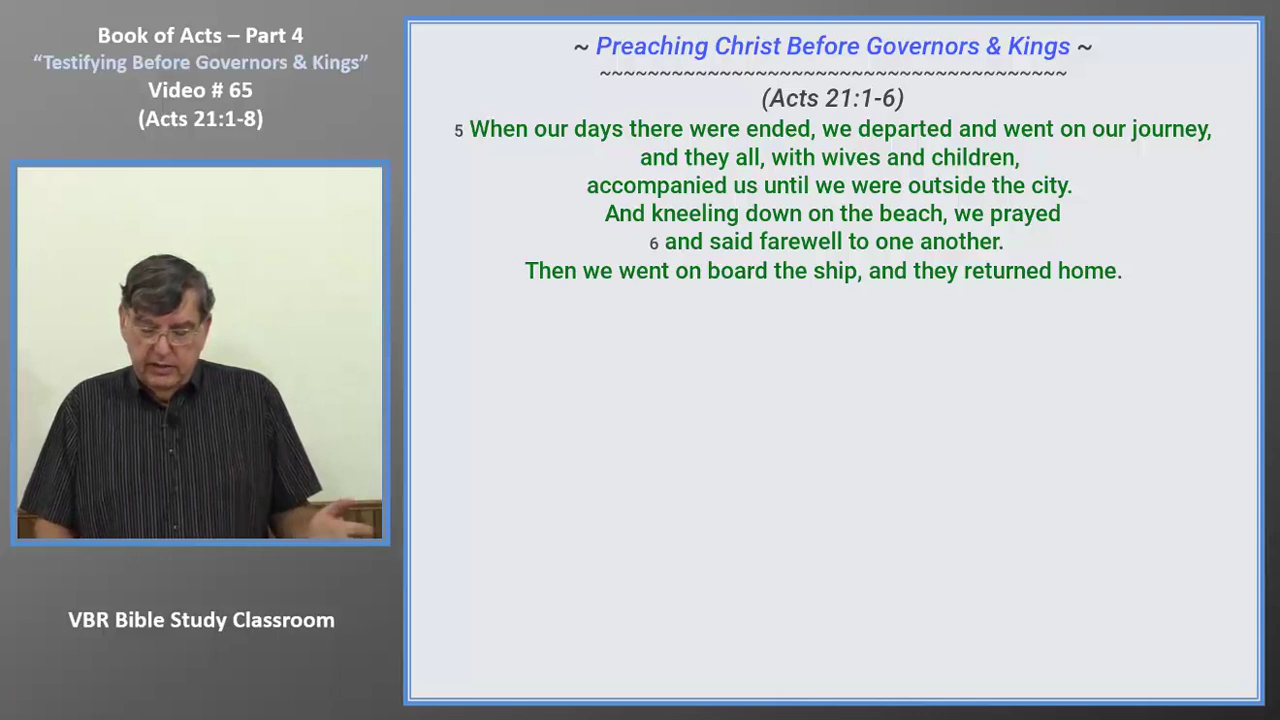 Book of Acts – Part 4
“Testifying Before Governors & Kings”
Video # 65
(Acts 21:1-8)
VBR Bible Study Classroom
~ Preaching Christ Before Governors & Kings ~
~~~~~~~~~~~~~~~~~~~~~~~~~~~~~~~~~~~~~~~
(Acts 21:1-6)
5 When our days there were ended, we departed and went on our journey,
and they all, with wives and children,
accompanied us until we were outside the city.
And kneeling down on the beach, we prayed
6 and said farewell to one another.
Then we went on board the ship, and they returned home.